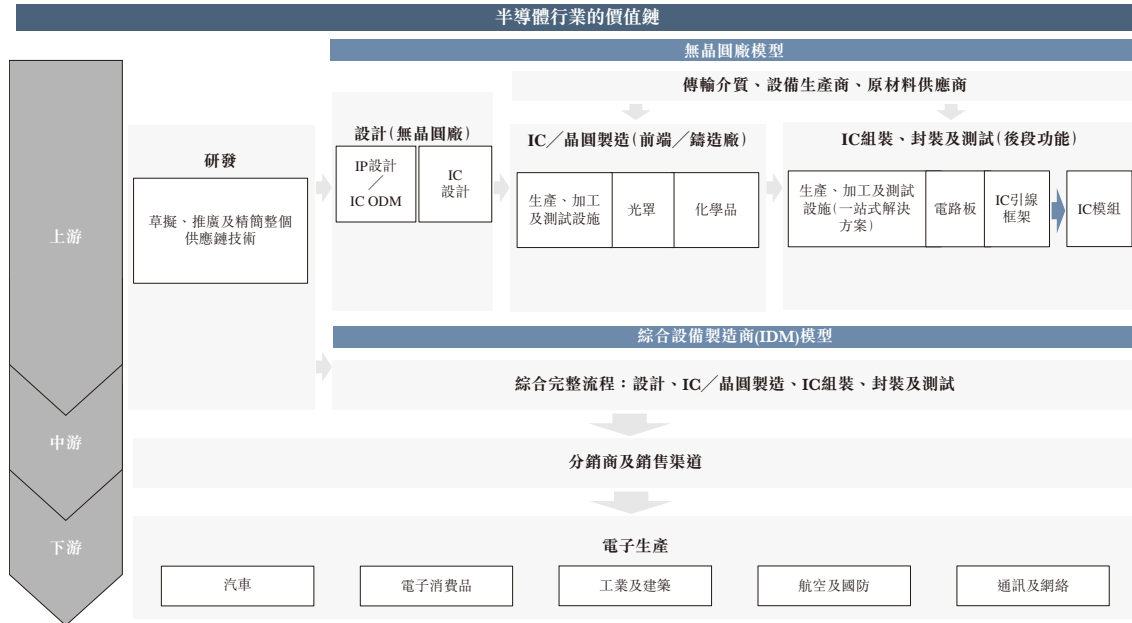 半導體行業的價值鏈
無晶圓廠模型
傳輸介質、設備生產商、原材料供應商
上游
研發
草擬、推廣及精簡整個
供應鏈技術
設計(無晶圓廠)
IP設計
／
IC ODM
IC
設計
IC／晶圓製造(前端／鑄造廠)
生產、加工
及測試設施
光罩
化學品
IC組裝、封裝及測試(後段功能)
生產、加工及測試
設施(一站式解決
方案)
電路板
IC引線
框架
IC模組
綜合設備製造商(IDM)模型
綜合完整流程：設計、IC／晶圓製造、IC組裝、封裝及測試
中游
分銷商及銷售渠道
下游
電子生產
汽車
電子消費品
工業及建築
航空及國防
通訊及網絡